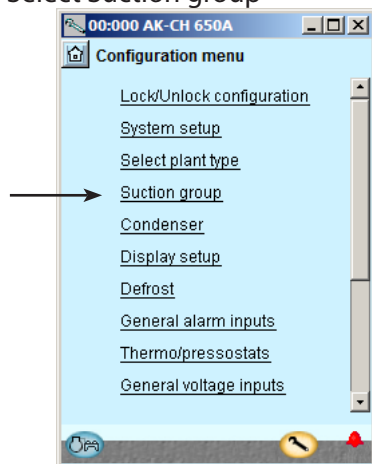 Select Suction group
00:000 AK-CH 650A
Configuration menu
Lock/Unlock configuration
System setup
Select plant type
Suction group
Condenser
Display setup
Defrost
General alarm inputs
Thermo/pressostats
General voltage inputs